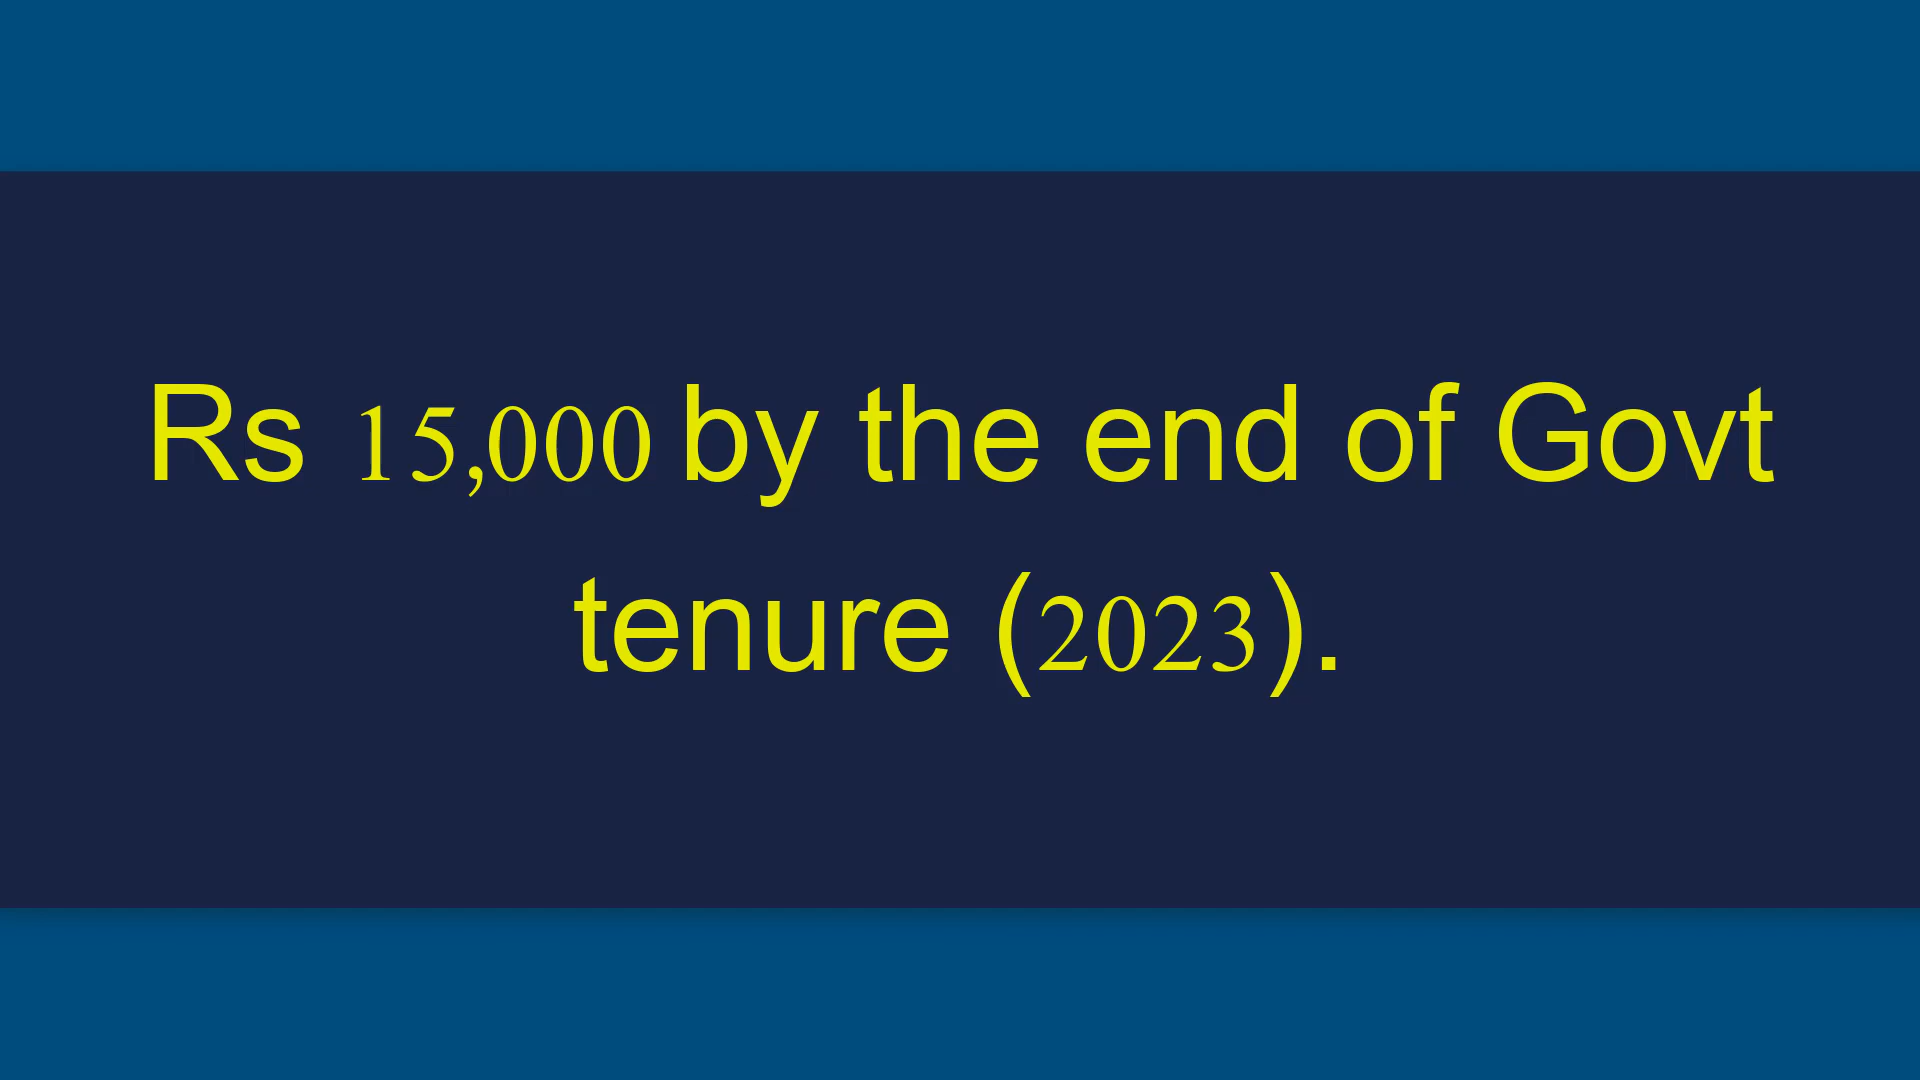 Rs 15,000 by the end of Govt
tenure (2023).